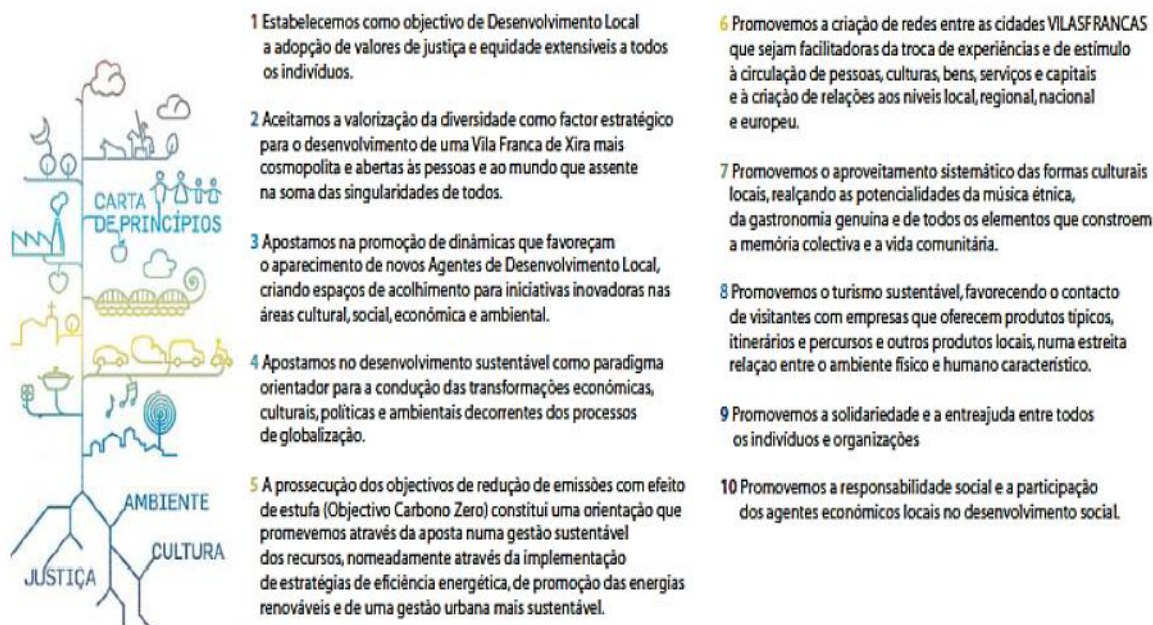 CARTA
DE PRINCÍPIOS
AMBIENTE
CULTURA
JUSTIÇA
1 Estabelecemos como objectivo de Desenvolvimento Local
a adopção de valores de justiça e equidade extensíveis a todos
os indivíduos.
2 Aceitamos a valorização da diversidade como factor estratégico
para o desenvolvimento de uma Vila Franca de Xira mais
cosmopolita e abertas às pessoas e ao mundo que assente
na soma das singularidades de todos.
3 Apostamos na promoção de dinâmicas que favoreçam
o aparecimento de novos Agentes de Desenvolvimento Local,
criando espaços de acolhimento para iniciativas inovadoras nas
áreas cultural, social, económica e ambiental.
4 Apostamos no desenvolvimento sustentável como paradigma
orientador para a condução das transformações económicas,
culturais, políticas e ambientais decorrentes dos processos
de globalização.
5 A prossecução dos objectivos de redução de emissões com efeito
de estufa (Objectivo Carbono Zero) constitui uma orientação que
promovemos através da aposta numa gestão sustentável
dos recursos, nomeadamente através da implementação
de estratégias de eficiência energética, de promoção das energias
renováveis e de uma gestão urbana mais sustentável.
6 Promovemos a criação de redes entre as cidades VILASFRANCAS
que sejam facilitadoras da troca de experiências e de estímulo
à circulação de pessoas, culturas, bens, serviços e capitais
e à criação de relações aos níveis local, regional, nacional
e europeu.
7 Promovemos o aproveitamento sistemático das formas culturais
locais, realçando as potencialidades da música étnica,
da gastronomia genuína e de todos os elementos que constroem
a memória colectiva e a vida comunitária.
8 Promovemos o turismo sustentável, favorecendo o contacto
de visitantes com empresas que oferecem produtos típicos,
itinerários e percursos e outros produtos locais, numa estreita
relaçao entre o ambiente físico e humano característico.
9 Promovemos a solidariedade e a entreajuda entre todos
os indivíduos e organizações
10 Promovemos a responsabilidade social e a participação
dos agentes económicos locais no desenvolvimento social.